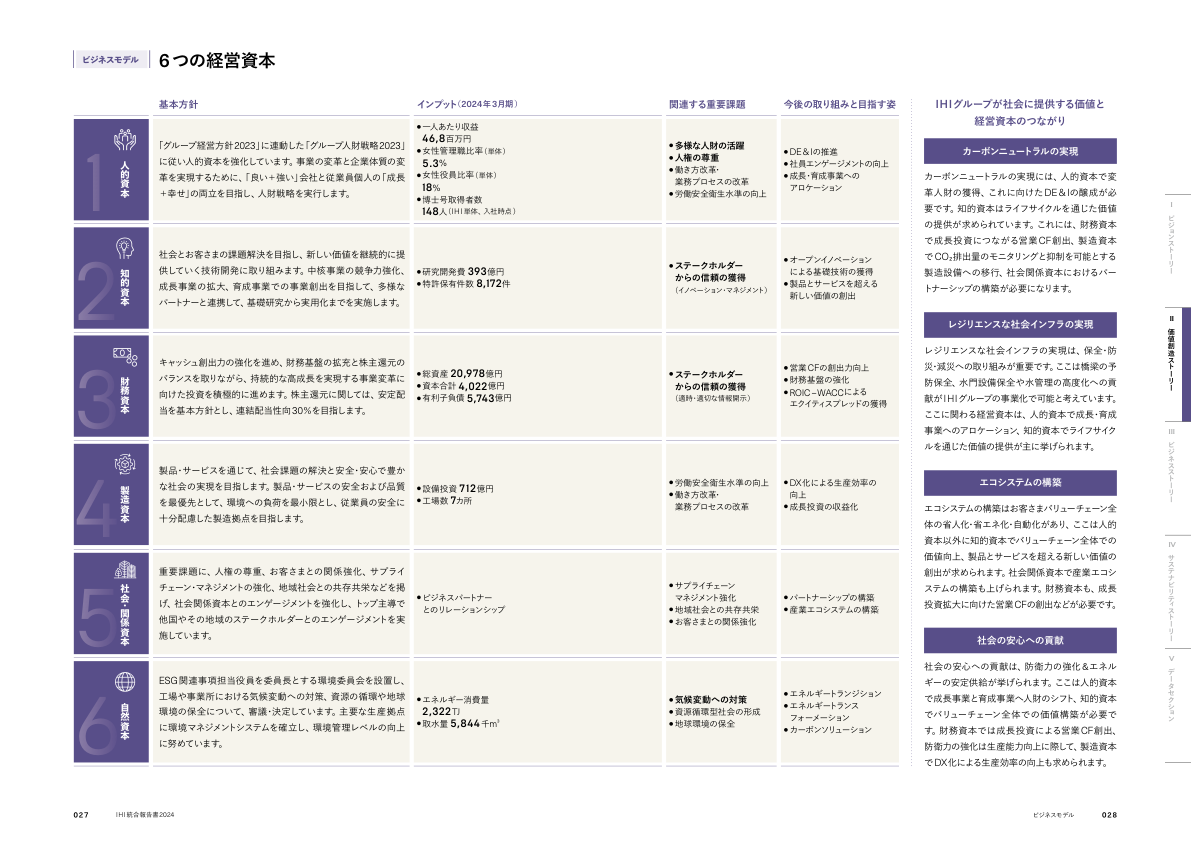 ビジネスモデル
6つの経営資本
基本方針
インプット（2024年3月期）
関連する重要課題
今後の取り組みと目指す姿
1
人的資本
「グループ経営方針2023」に連動した「グループ人財戦略2023」
に従い人的資本を強化しています。事業の変革と企業体質の変
革を実現するために、「良い＋強い」会社と従業員個人の「成長
＋幸せ」の両立を目指し、人財戦略を実行します。
●一人あたり収益
46,8百万円
●女性管理職比率（単体）
5.3%
●女性役員比率（単体）
18%
●博士号取得者数
148人（IHI単体、入社時点）
●多様な人財の活躍
●人権の尊重
●働き方改革・
業務プロセスの改革
●労働安全衛生水準の向上
●DE&Iの推進
●社員エンゲージメントの向上
●成長・育成事業への
アロケーション
2
知的資本
社会とお客さまの課題解決を目指し、新しい価値を継続的に提
供していく技術開発に取り組みます。中核事業の競争力強化、
成長事業の拡大、育成事業での事業創出を目指して、多様な
パートナーと連携して、基礎研究から実用化までを実施します。
●研究開発費 393億円
●特許保有件数 8,172件
●ステークホルダー
からの信頼の獲得
（イノベーション・マネジメント）
●オープンイノベーション
による基礎技術の獲得
●製品とサービスを超える
新しい価値の創出
3
財務資本
キャッシュ創出力の強化を進め、財務基盤の拡充と株主還元の
バランスを取りながら、持続的な高成長を実現する事業変革に
向けた投資を積極的に進めます。株主還元に関しては、安定配
当を基本方針とし、連結配当性向30%を目指します。
●総資産 20,978億円
●資本合計 4,022億円
●有利子負債 5,743億円
●ステークホルダー
からの信頼の獲得
（適時・適切な情報開示）
●営業CFの創出力向上
●財務基盤の強化
●ROIC−WACCによる
エクイティスプレッドの獲得
4
製造資本
製品・サービスを通じて、社会課題の解決と安全・安心で豊か
な社会の実現を目指します。製品・サービスの安全および品質
を最優先として、環境への負荷を最小限とし、従業員の安全に
十分配慮した製造拠点を目指します。
●設備投資 712億円
●工場数 7カ所
●労働安全衛生水準の向上
●働き方改革・
業務プロセスの改革
●DX化による生産効率の
向上
●成長投資の収益化
5
社会・関係資本
重要課題に、人権の尊重、お客さまとの関係強化、サプライ
チェーン・マネジメントの強化、地域社会との共存共栄などを掲
げ、社会関係資本とのエンゲージメントを強化し、トップ主導で
他国やその地域のステークホルダーとのエンゲージメントを実
施しています。
●ビジネスパートナー
とのリレーションシップ
●サプライチェーン
マネジメント強化
●地域社会との共存共栄
●お客さまとの関係強化
●パートナーシップの構築
●産業エコシステムの構築
6
自然資本
ESG関連事項担当役員を委員長とする環境委員会を設置し、
工場や事業所における気候変動への対策、資源の循環や地球
環境の保全について、審議・決定しています。主要な生産拠点
に環境マネジメントシステムを確立し、環境管理レベルの向上
に努めています。
●エネルギー消費量
2,322TJ
●取水量 5,844千m³
●気候変動への対策
●資源循環型社会の形成
●地球環境の保全
●エネルギートランジション
●エネルギートランス
フォーメーション
●カーボンソリューション
IHIグループが社会に提供する価値と
経営資本のつながり
カーボンニュートラルの実現
カーボンニュートラルの実現には、人的資本で変
革人財の獲得、これに向けたDE&Iの醸成が必
要です。知的資本はライフサイクルを通じた価値
の提供が求められています。これには、財務資本
で成長投資につながる営業CF創出、製造資本
でCO₂排出量のモニタリングと抑制を可能とする
製造設備への移行、社会関係資本におけるパー
トナーシップの構築が必要になります。
レジリエンスな社会インフラの実現
レジリエンスな社会インフラの実現は、保全・防
災・減災への取り組みが重要です。ここは橋梁の予
防保全、水門設備保全や水管理の高度化への貢
献がIHIグループの事業化で可能と考えています。
ここに関わる経営資本は、人的資本で成長・育成
事業へのアロケーション、知的資本でライフサイク
ルを通じた価値の提供が主に挙げられます。
エコシステムの構築
エコシステムの構築はお客さまバリューチェーン全
体の省人化・省エネ化・自動化があり、ここは人的
資本以外に知的資本でバリューチェーン全体での
価値向上、製品とサービスを超える新しい価値の
創出が求められます。社会関係資本で産業エコシ
ステムの構築も上げられます。財務資本も、成長
投資拡大に向けた営業CFの創出などが必要です。
社会の安心への貢献
社会の安心への貢献は、防衛力の強化＆エネル
ギーの安定供給が挙げられます。ここは人的資本
で成長事業と育成事業へ人財のシフト、知的資本
でバリューチェーン全体での価値構築が必要で
す。財務資本では成長投資による営業CF創出、
防衛力の強化は生産能力向上に際して、製造資本
でDX化による生産効率の向上も求められます。
I ビジョンストーリー
II 価値創造ストーリー
III ビジネスストーリー
IV サステナビリティストーリー
V データセクション
027
IHI統合報告書2024
ビジネスモデル
028